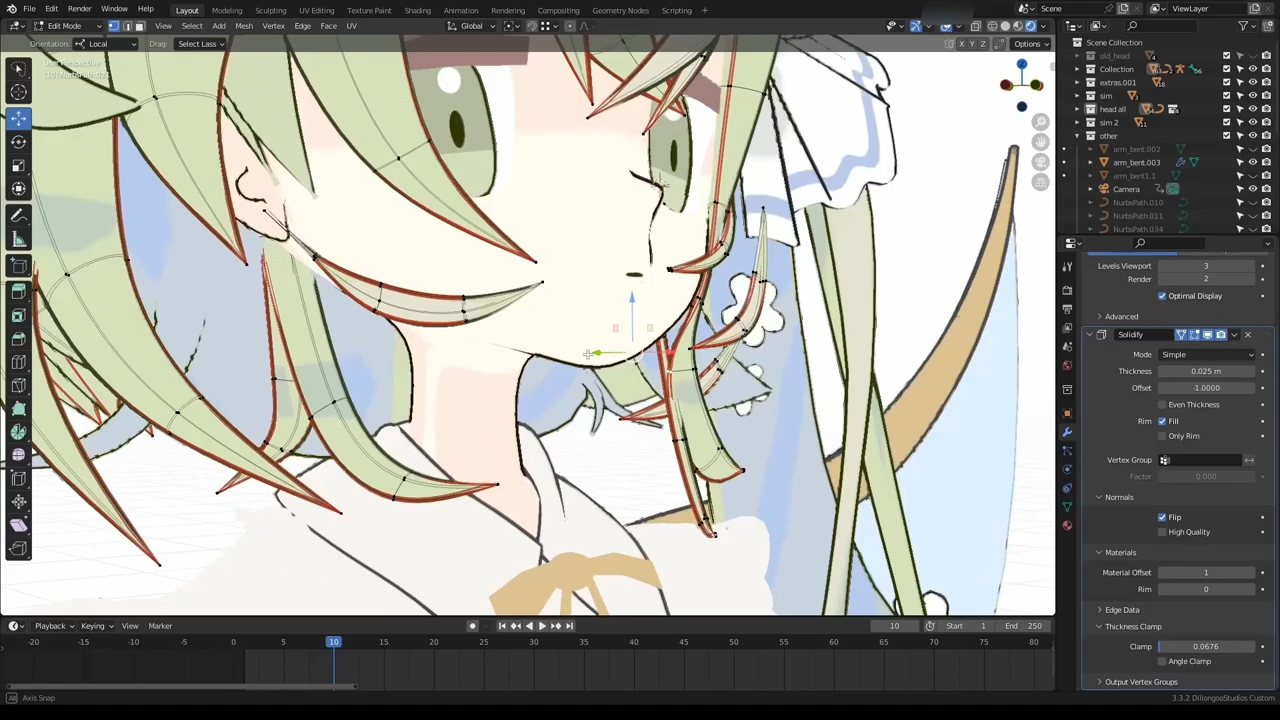 File Edit Render Window Help Layout Modeling Sculpting UV Editing Texture Paint Shading Animation Rendering Compositing Geometry Nodes Scripting + Scene ViewLayer
Edit Mode View Select Add Mesh Vertex Edge Face UV Global
Orientation: Local Drag: Select Lasso X Y Z Options
User Perspective
Scene Collection
old_head
Collection
extras.001
sim
head all
sim 2
other
arm_bent.002
arm_bent.003
arm_bent1.1
Camera
NurbsPath.010
NurbsPath.011
NurbsPath.034
Levels Viewport 3
Render 2
Optimal Display
Advanced
Solidify
Mode Simple
Thickness 0.025 m
Offset -1.0000
Even Thickness
Rim Fill
Only Rim
Vertex Group
Factor 0.000
Normals
Flip
High Quality
Materials
Material Offset 1
Rim 0
Edge Data
Thickness Clamp
Clamp 0.0676
Angle Clamp
Output Vertex Groups
Playback Keying View Marker 10 Start 1 End 250
-20 -15 -10 -5 0 5 10 15 20 25 30 35 40 45 50 55 60 65 70 75 80
Axis Snap 3.3.2 DillongooStudios Custom